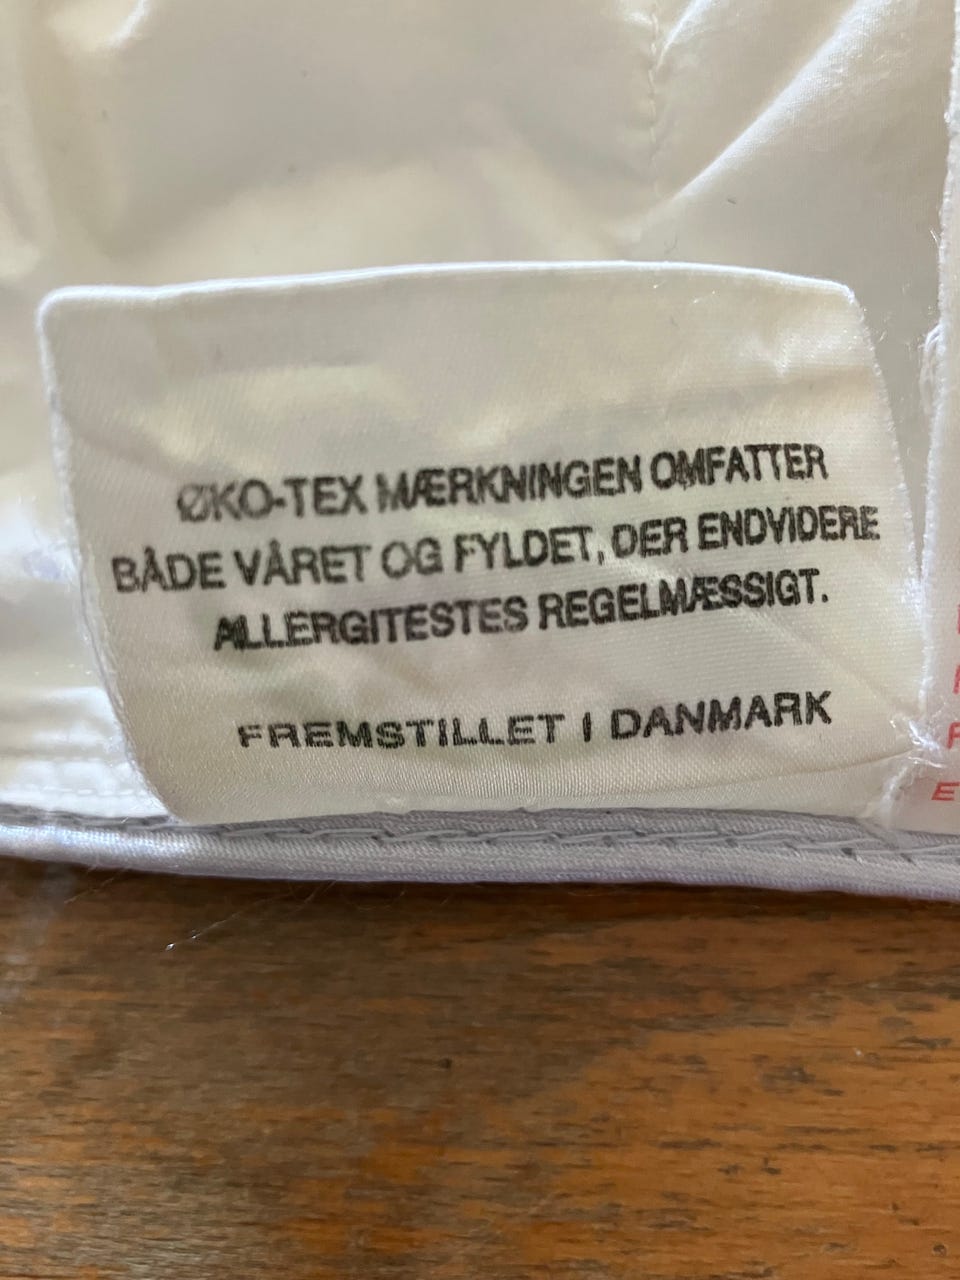 ØKO-TEX MÆRKNINGEN OMFATTER
BÅDE VÅRET OG FYLDET, DER ENDVIDERE
ALLERGITESTES REGELMÆSSIGT.
FREMSTILLET I DANMARK